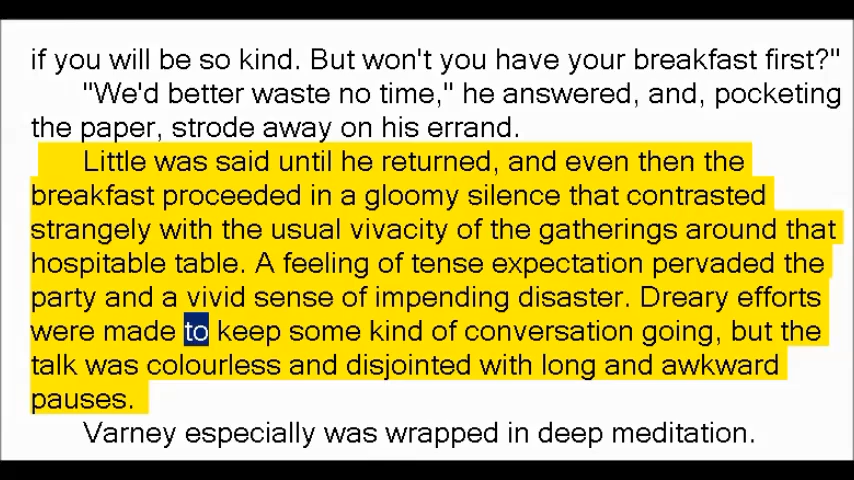 if you will be so kind. But won't you have your breakfast first?"
"We'd better waste no time," he answered, and, pocketing
the paper, strode away on his errand.
Little was said until he returned, and even then the
breakfast proceeded in a gloomy silence that contrasted
strangely with the usual vivacity of the gatherings around that
hospitable table. A feeling of tense expectation pervaded the
party and a vivid sense of impending disaster. Dreary efforts
were made to keep some kind of conversation going, but the
talk was colourless and disjointed with long and awkward
pauses.
Varney especially was wrapped in deep meditation.